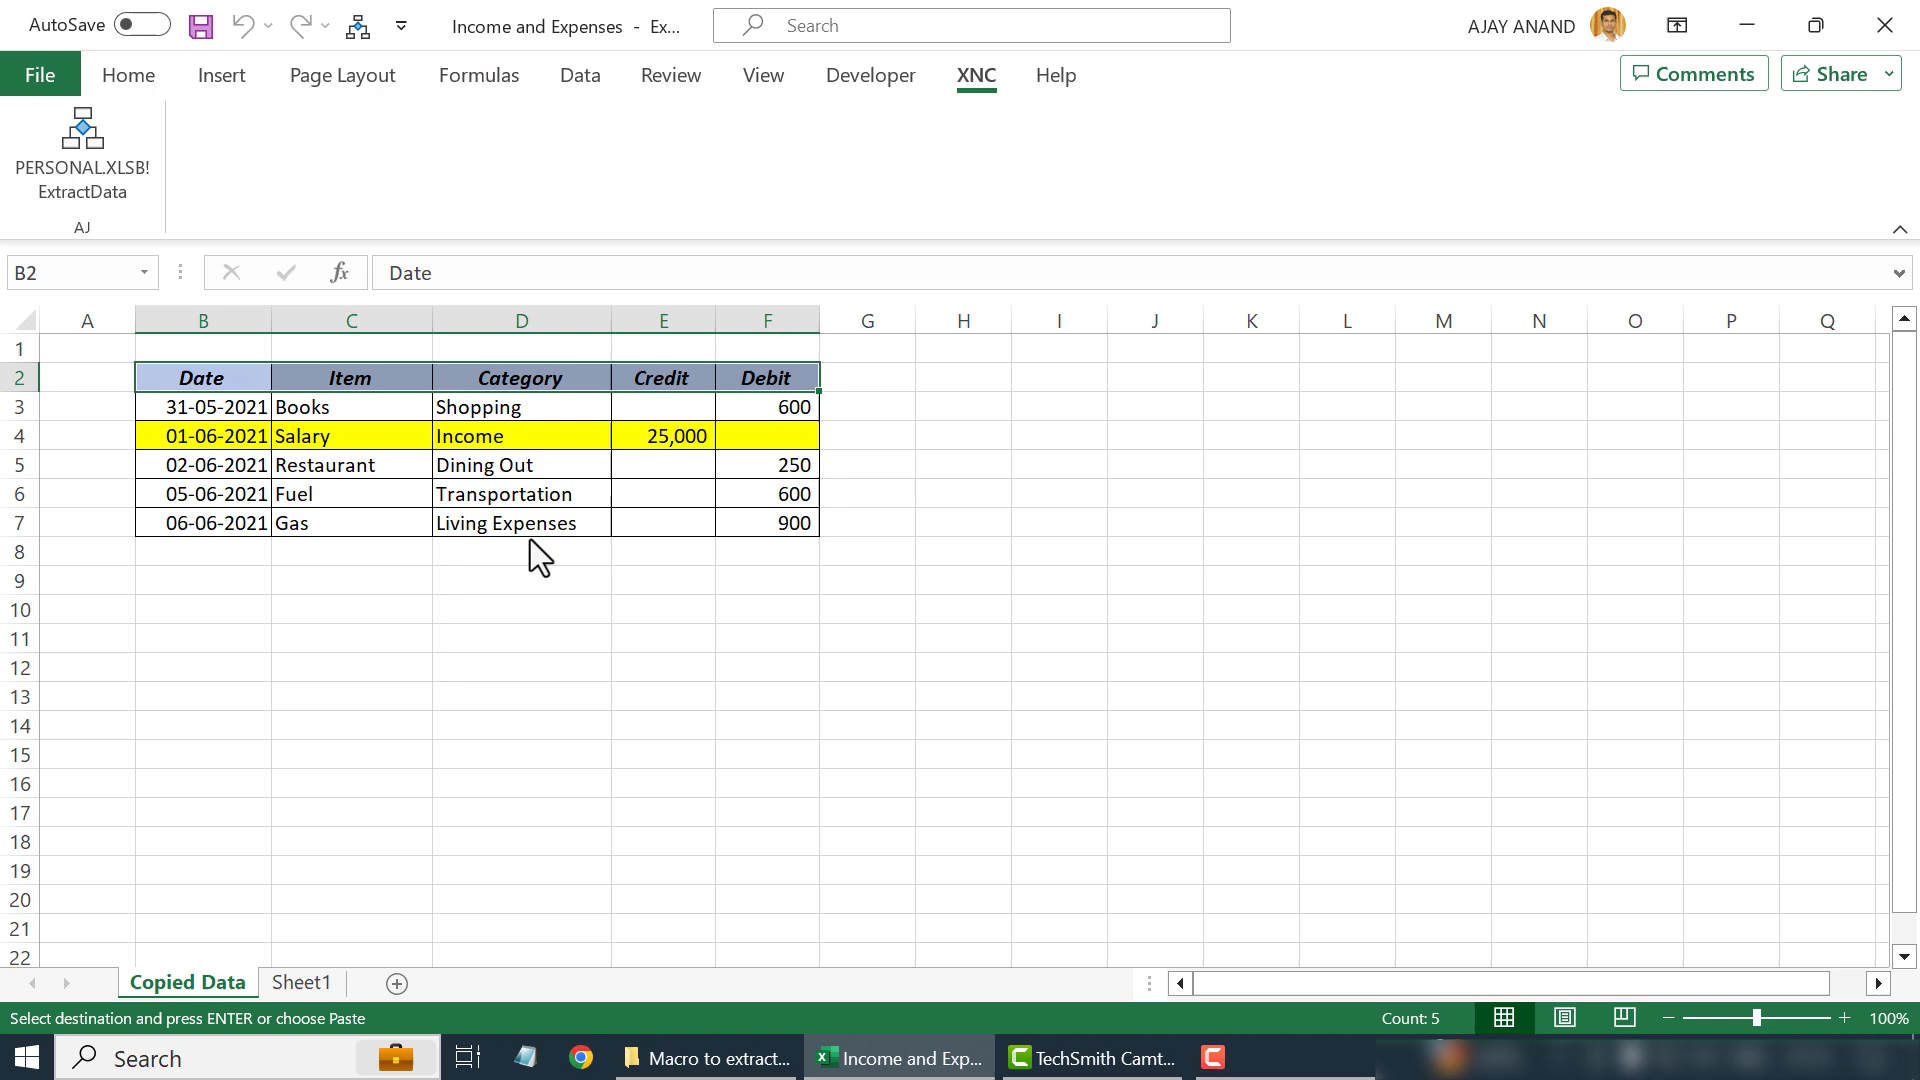 AutoSave
Income and Expenses - Ex...
Search
AJAY ANAND
File Home Insert Page Layout Formulas Data Review View Developer XNC Help
Comments Share
PERSONAL.XLSB!
ExtractData
AJ
B2
fx Date
A B C D E F G H I J K L M N O P Q
1
2 Date Item Category Credit Debit
3 31-05-2021 Books Shopping 600
4 01-06-2021 Salary Income 25,000
5 02-06-2021 Restaurant Dining Out 250
6 05-06-2021 Fuel Transportation 600
7 06-06-2021 Gas Living Expenses 900
8
9
10
11
12
13
14
15
16
17
18
19
20
21
22
Copied Data Sheet1
Select destination and press ENTER or choose Paste Count: 5 100%
Search Macro to extract... Income and Exp... TechSmith Camt...